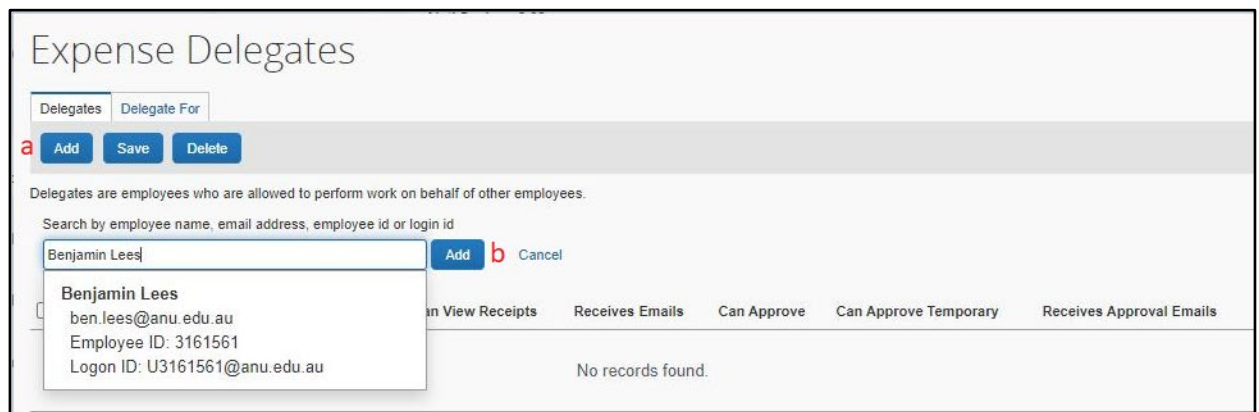 Expense Delegates
Delegates Delegate For
a Add Save Delete
Delegates are employees who are allowed to perform work on behalf of other employees.
Search by employee name, email address, employee id or login id
Benjamin Lees Add b Cancel
Benjamin Lees
ben.lees@anu.edu.au
Employee ID: 3161561
Logon ID: U3161561@anu.edu.au
View Receipts Receives Emails Can Approve Can Approve Temporary Receives Approval Emails
No records found.